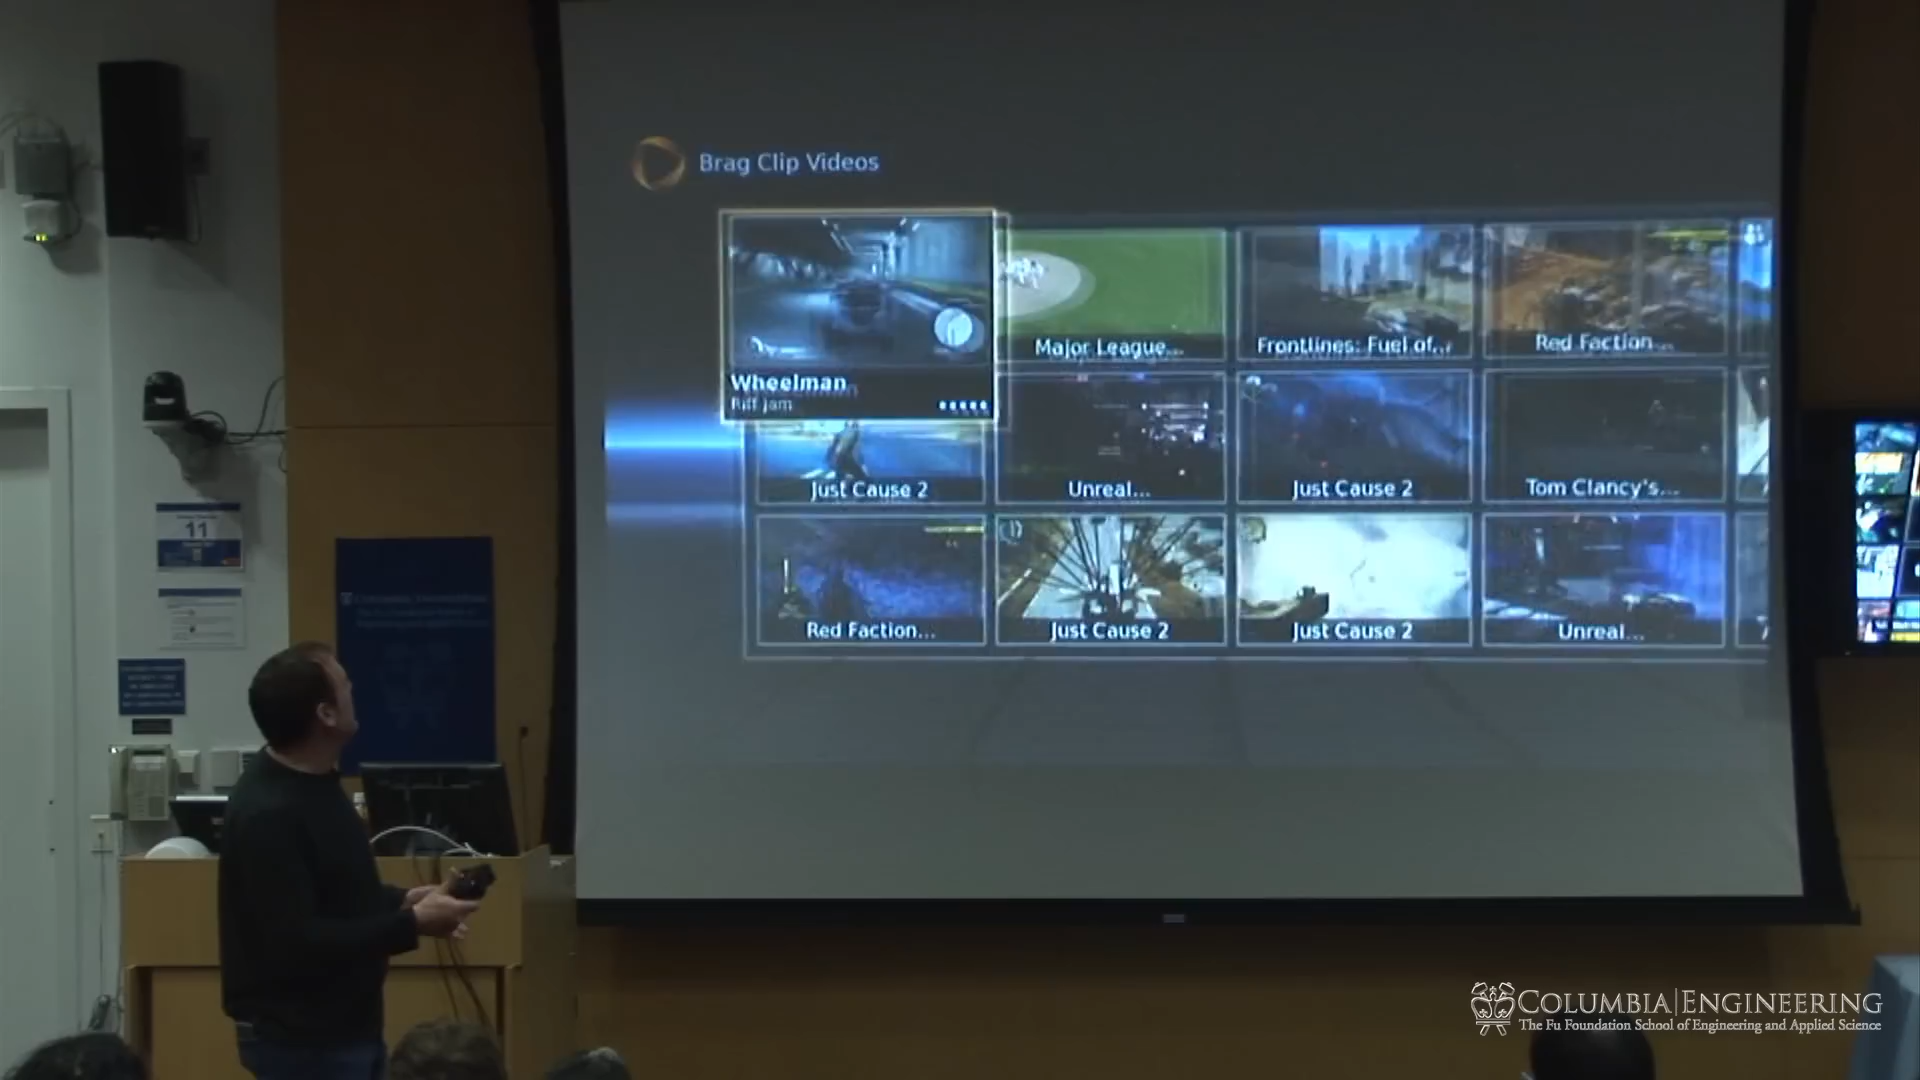 Brag Clip Videos
Wheelman
Riff Jam
Major League...
Frontlines: Fuel of...
Red Faction...
Just Cause 2
Unreal...
Just Cause 2
Tom Clancy's...
Red Faction...
Just Cause 2
Just Cause 2
Unreal...
11
COLUMBIA|ENGINEERING
The Fu Foundation School of Engineering and Applied Science